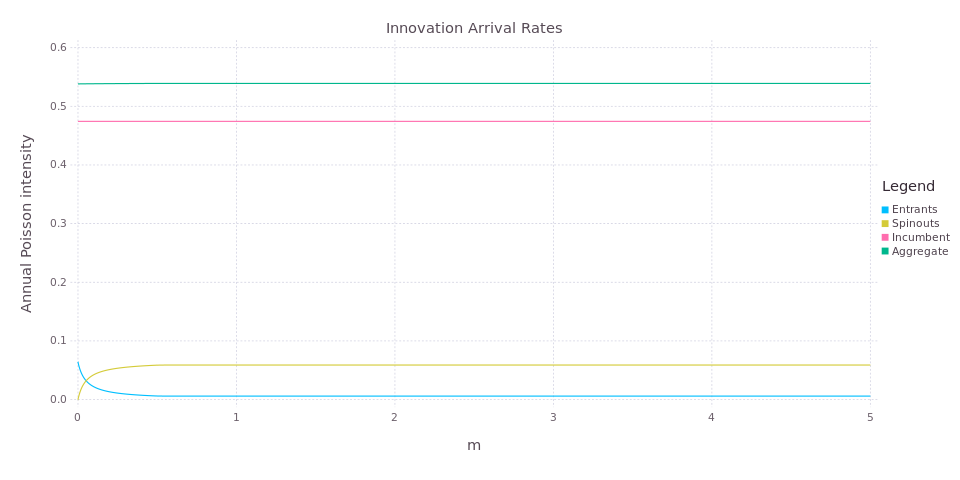 Innovation Arrival Rates
Annual Poisson intensity
0.6
0.5
0.4
0.3
0.2
0.1
0.0
0 1 2 3 4 5
m
Legend
Entrants
Spinouts
Incumbent
Aggregate